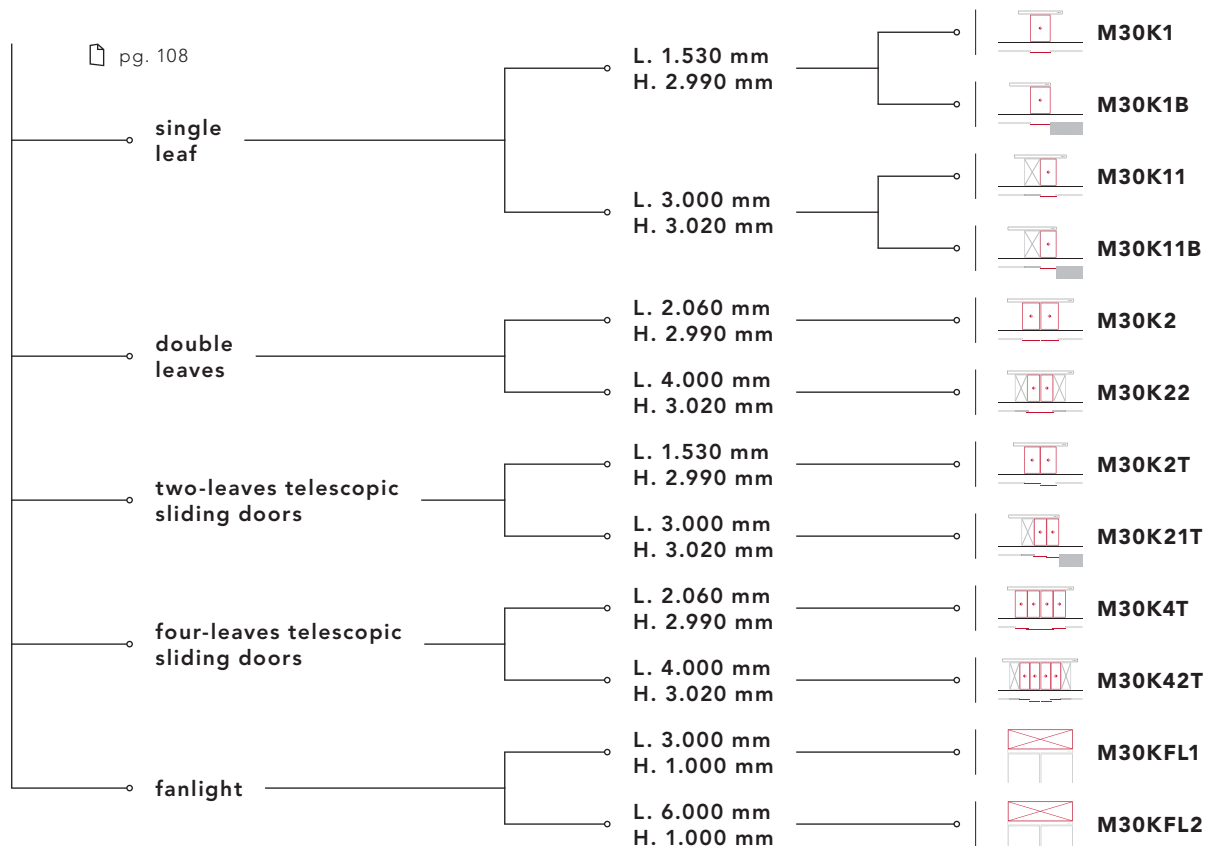 pg. 108
single
leaf
L. 1.530 mm
H. 2.990 mm
M30K1
M30K1B
L. 3.000 mm
H. 3.020 mm
M30K11
M30K11B
double
leaves
L. 2.060 mm
H. 2.990 mm
M30K2
L. 4.000 mm
H. 3.020 mm
M30K22
two-leaves telescopic
sliding doors
L. 1.530 mm
H. 2.990 mm
M30K2T
L. 3.000 mm
H. 3.020 mm
M30K21T
four-leaves telescopic
sliding doors
L. 2.060 mm
H. 2.990 mm
M30K4T
L. 4.000 mm
H. 3.020 mm
M30K42T
fanlight
L. 3.000 mm
H. 1.000 mm
M30KFL1
L. 6.000 mm
H. 1.000 mm
M30KFL2